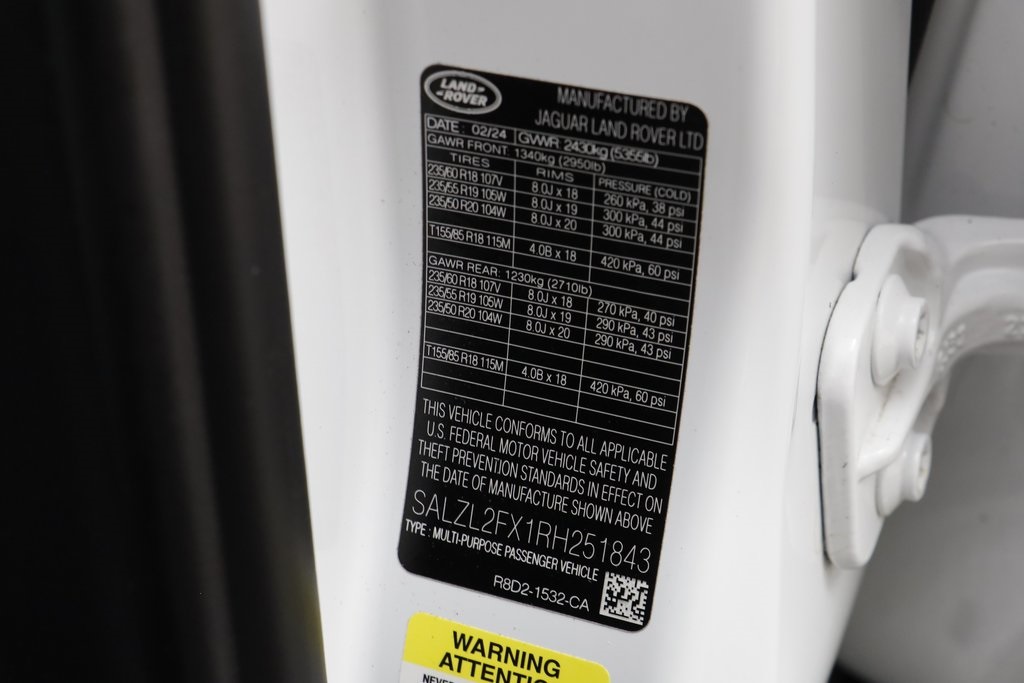 LAND-
-ROVER
MANUFACTURED BY
JAGUAR LAND ROVER LTD
DATE : 02/24 GVWR 2430kg (5355lb)
GAWR FRONT 1340kg (2950lb)
TIRES RIMS PRESSURE (COLD)
235/60 R18 107V 8.0J x 18 260 kPa, 38 psi
235/55 R19 105W 8.0J x 19 300 kPa, 44 psi
235/50 R20 104W 8.0J x 20 300 kPa, 44 psi
T155/85 R18 115M 4.0B x 18 420 kPa, 60 psi
GAWR REAR: 1230kg (2710lb)
235/60 R18 107V 8.0J x 18 270 kPa, 40 psi
235/55 R19 105W 8.0J x 19 290 kPa, 43 psi
235/50 R20 104W 8.0J x 20 290 kPa, 43 psi
T155/85 R18 115M 4.0B x 18 420 kPa, 60 psi
THIS VEHICLE CONFORMS TO ALL APPLICABLE
U.S. FEDERAL MOTOR VEHICLE SAFETY AND
THEFT PREVENTION STANDARDS IN EFFECT ON
THE DATE OF MANUFACTURE SHOWN ABOVE
SALZL2FX1RH251843
TYPE : MULTI-PURPOSE PASSENGER VEHICLE
R8D2-1532-CA
WARNING